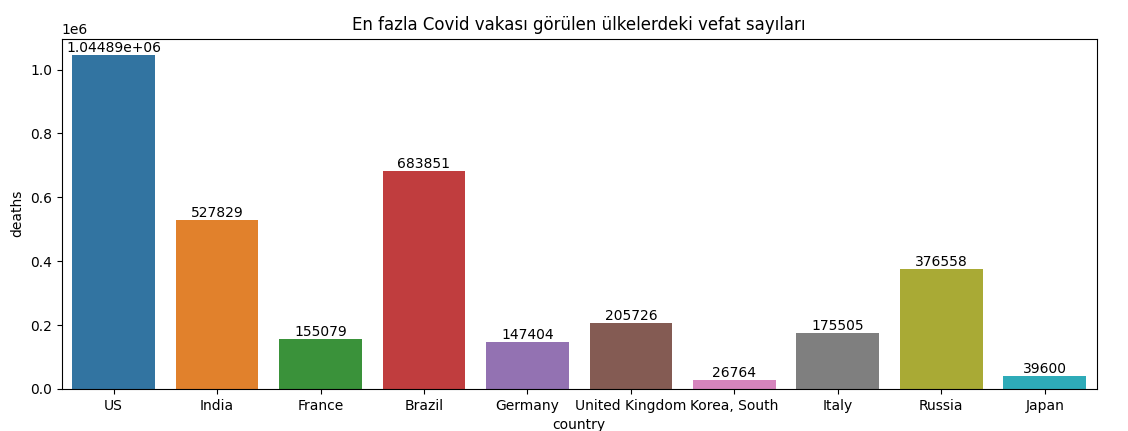 En fazla Covid vakası görülen ülkelerdeki vefat sayıları
1e6
1.04489e+06
1.0
0.8
683851
0.6
527829
deaths
0.4
376558
205726
0.2
175505
155079
147404
39600
26764
0.0
US India France Brazil Germany United Kingdom Korea, South Italy Russia Japan
country